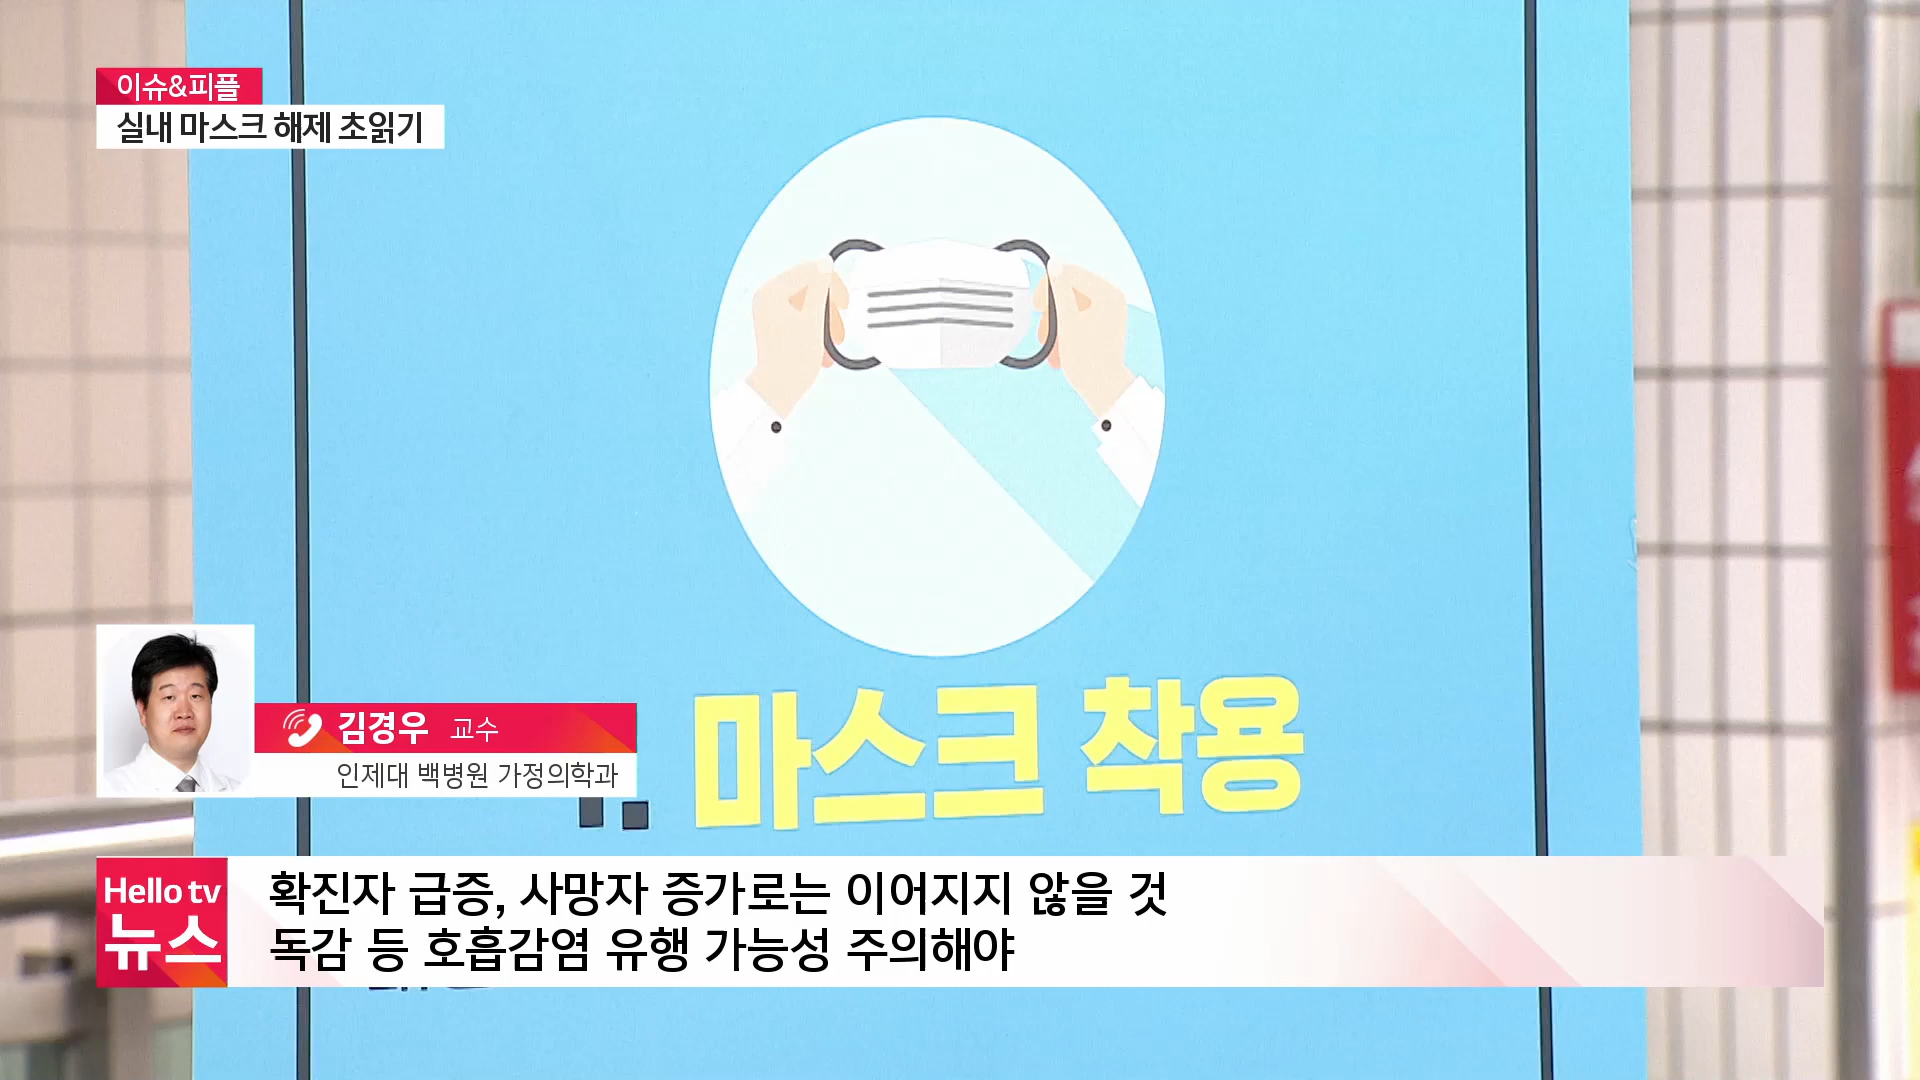 이슈&피플
실내 마스크 해제 초읽기
마스크 착용
김경우 교수
인제대 백병원 가정의학과
Hello tv
뉴스
확진자 급증, 사망자 증가로는 이어지지 않을 것
독감 등 호흡감염 유행 가능성 주의해야